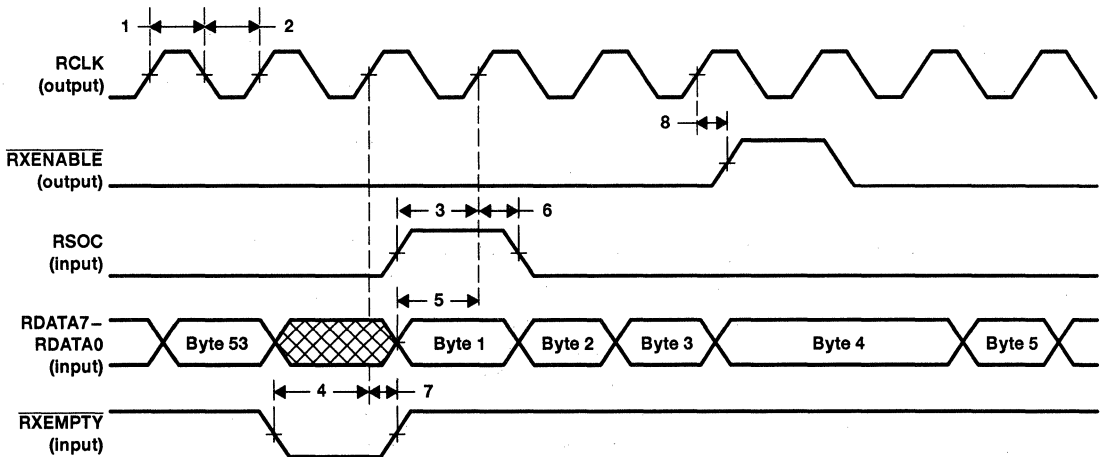 1
2
RCLK
(output)
8
RXENABLE
(output)
3
6
RSOC
(input)
5
RDATA7–
RDATA0
(input)
Byte 53
Byte 1
Byte 2
Byte 3
Byte 4
Byte 5
4
7
RXEMPTY
(input)